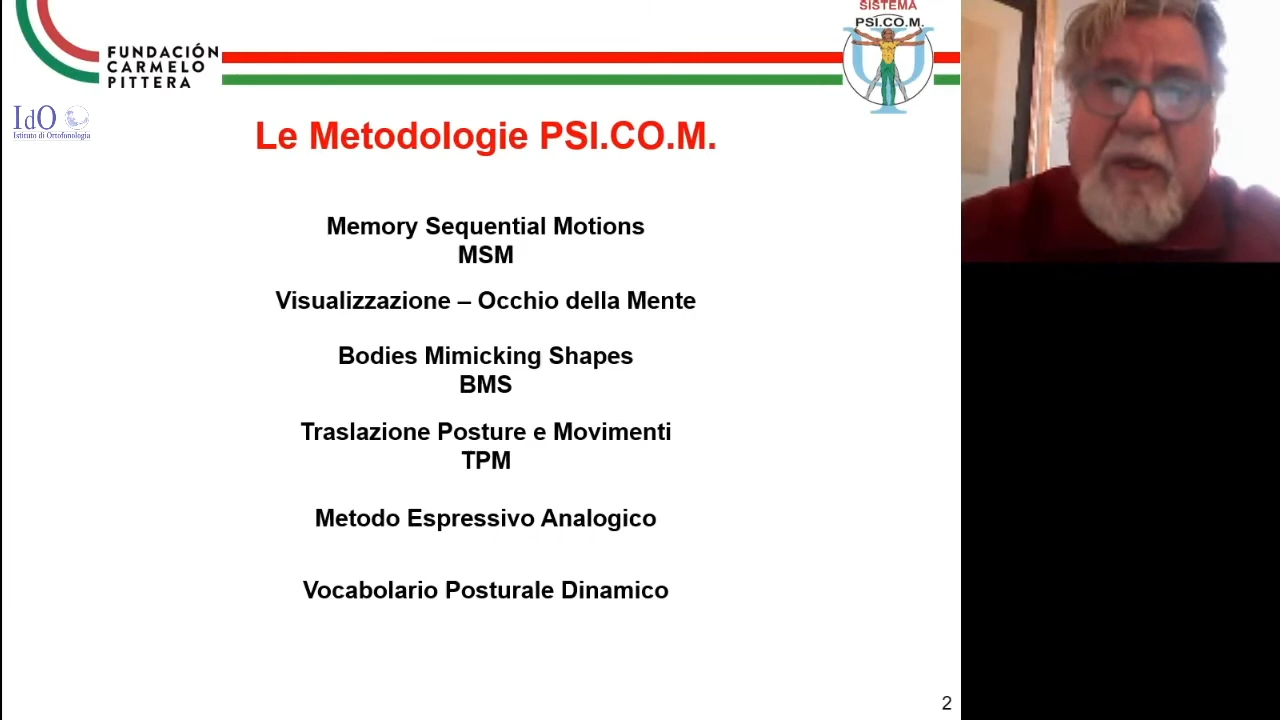 FUNDACIÓN
CARMELO
PITTERA
SISTEMA
PSI.CO.M.
IdO
Istituto di Ortofonologia
Le Metodologie PSI.CO.M.
Memory Sequential Motions
MSM
Visualizzazione – Occhio della Mente
Bodies Mimicking Shapes
BMS
Traslazione Posture e Movimenti
TPM
Metodo Espressivo Analogico
Vocabolario Posturale Dinamico
2